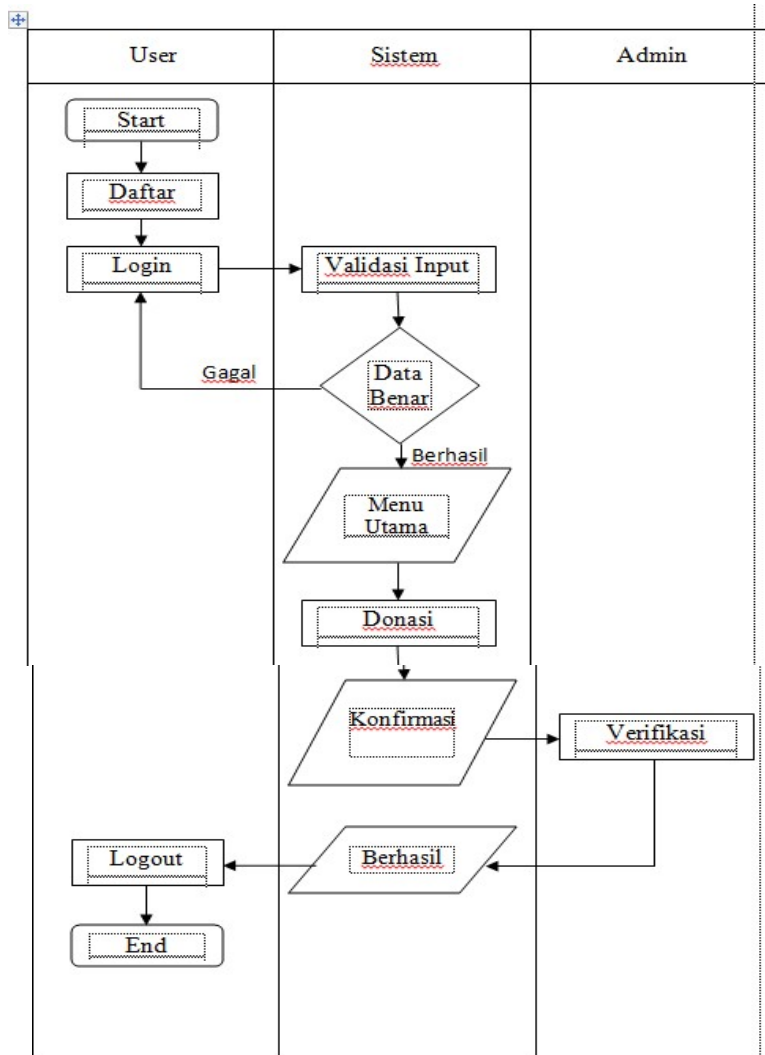 User
Sistem
Admin
Start
Daftar
Login
Validasi Input
Gagal
Data
Benar
Berhasil
Menu
Utama
Donasi
Konfirmasi
Verifikasi
Logout
Berhasil
End